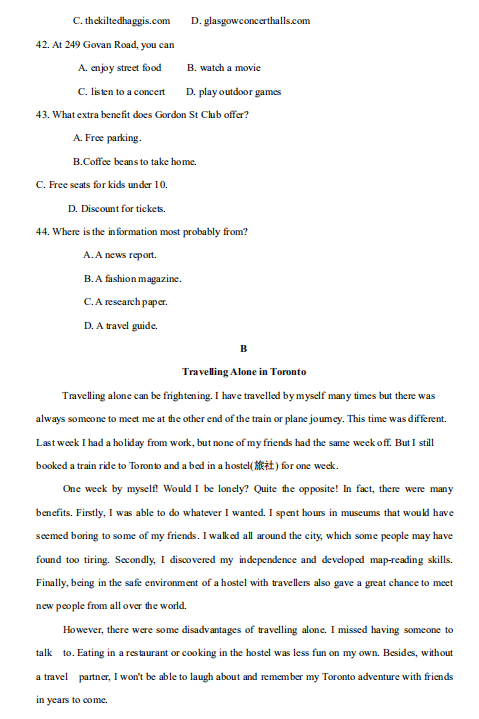 C. thekiltedhaggis.com D. glasgowconcerthalls.com
42. At 249 Govan Road, you can
A. enjoy street food B. watch a movie
C. listen to a concert D. play outdoor games
43. What extra benefit does Gordon St Club offer?
A. Free parking.
B.Coffee beans to take home.
C. Free seats for kids under 10.
D. Discount for tickets.
44. Where is the information most probably from?
A. A news report.
B. A fashion magazine.
C. A research paper.
D. A travel guide.
B
Travelling Alone in Toronto
Travelling alone can be frightening. I have travelled by myself many times but there was
always someone to meet me at the other end of the train or plane journey. This time was different.
Last week I had a holiday from work, but none of my friends had the same week off. But I still
booked a train ride to Toronto and a bed in a hostel(旅社) for one week.
One week by myself! Would I be lonely? Quite the opposite! In fact, there were many
benefits. Firstly, I was able to do whatever I wanted. I spent hours in museums that would have
seemed boring to some of my friends. I walked all around the city, which some people may have
found too tiring. Secondly, I discovered my independence and developed map-reading skills.
Finally, being in the safe environment of a hostel with travellers also gave a great chance to meet
new people from all over the world.
However, there were some disadvantages of travelling alone. I missed having someone to
talk to. Eating in a restaurant or cooking in the hostel was less fun on my own. Besides, without
a travel partner, I won't be able to laugh about and remember my Toronto adventure with friends
in years to come.